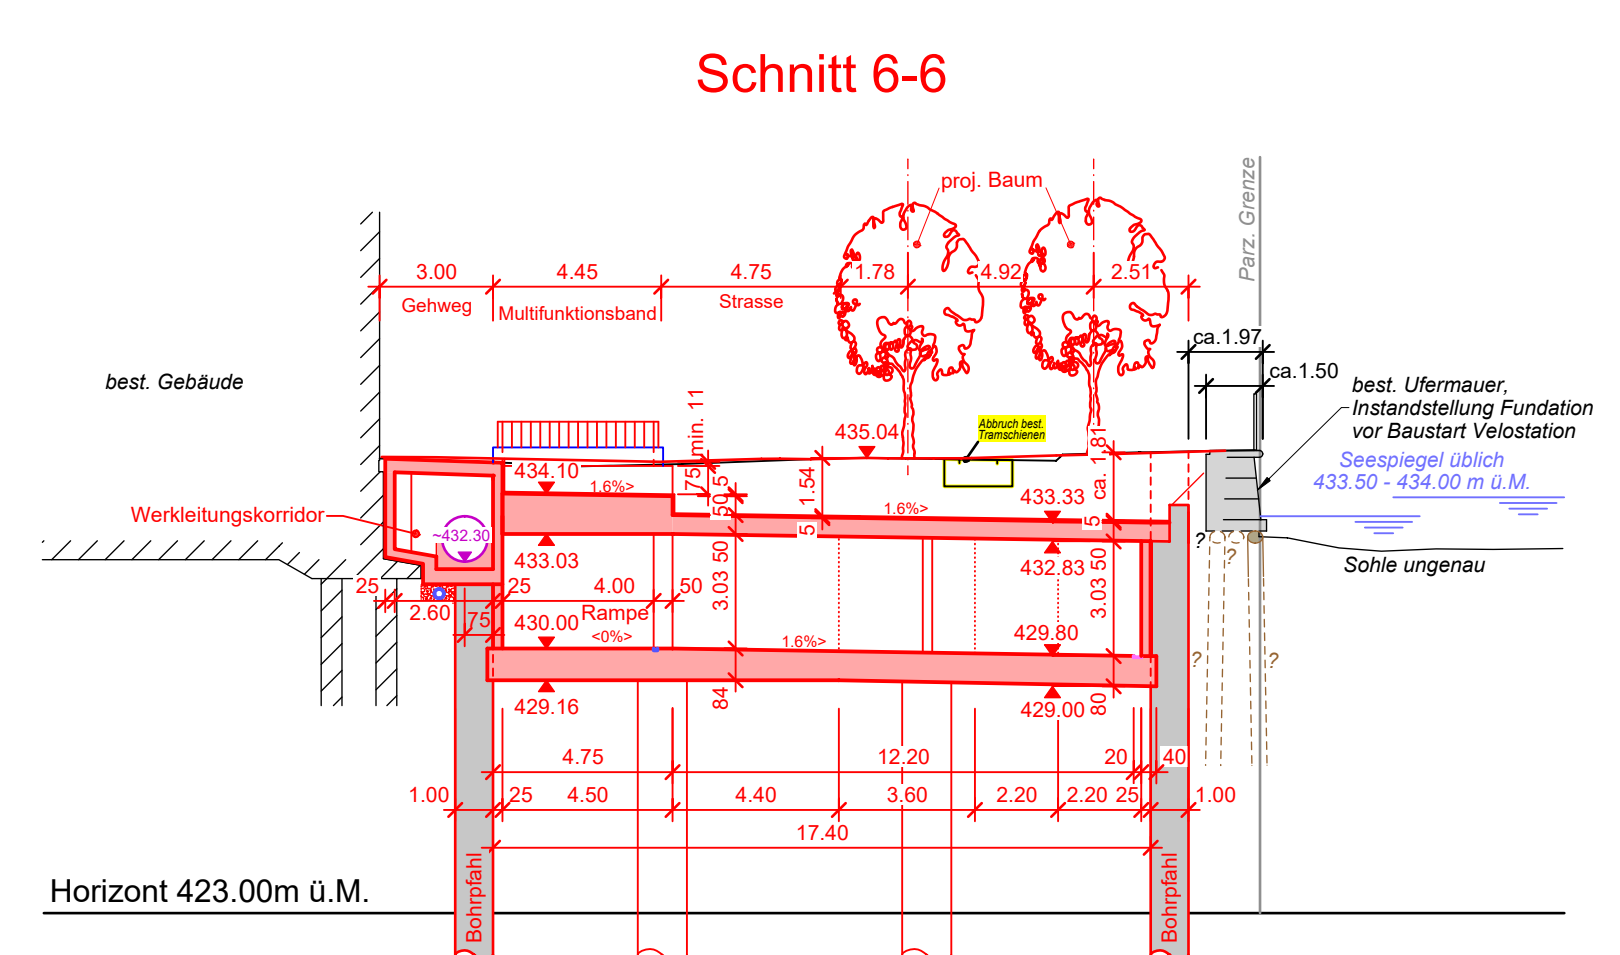 Schnitt 6-6
proj. Baum
Parz. Grenze
3.00
4.45
4.75
1.78
4.92
2.51
Gehweg
Multifunktionsband
Strasse
ca.1.97
ca.1.50
best. Gebäude
best. Ufermauer,
Instandstellung Fundation
vor Baustart Velostation
Seespiegel üblich
433.50 - 434.00 m ü.M.
min. 11
75
5
50
1.54
5
435.04
Abbruch best.
Tramschienen
ca. 1.81
434.10
1.6%>
1.6%>
433.33
5
Werkleitungskorridor
~432.30
433.03
432.83
50
3.03
50
3.03
?
?
Sohle ungenau
25
2.60
75
25
4.00
50
Rampe
<0%>
430.00
1.6%>
429.80
?
?
429.16
84
429.00
80
4.75
12.20
20
40
1.00
25
4.50
4.40
3.60
2.20
2.20
25
1.00
17.40
Bohrpfahl
Bohrpfahl
Horizont 423.00m ü.M.